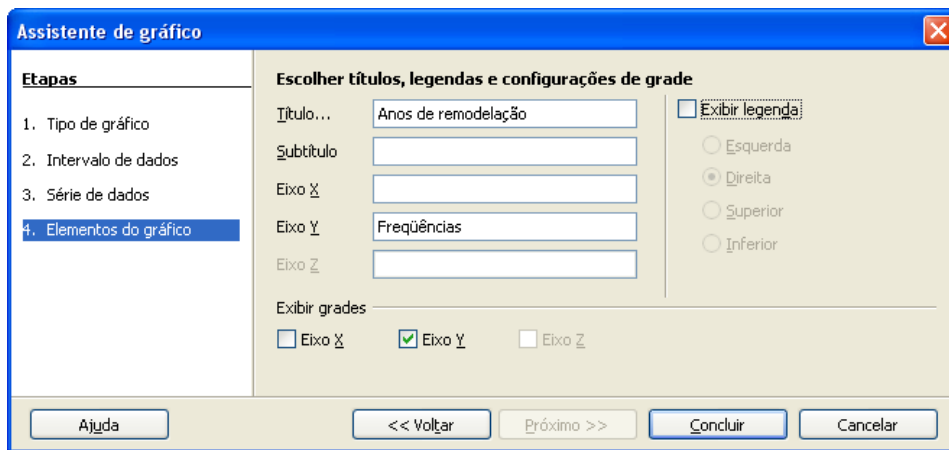 Assistente de gráfico
Etapas
1. Tipo de gráfico
2. Intervalo de dados
3. Série de dados
4. Elementos do gráfico
Escolher títulos, legendas e configurações de grade
Título... Anos de remodelação
Subtítulo
Eixo X
Eixo Y Freqüências
Eixo Z
Exibir legenda
Esquerda
Direita
Superior
Inferior
Exibir grades
Eixo X Eixo Y Eixo Z
Ajuda << Voltar Próximo >> Concluir Cancelar